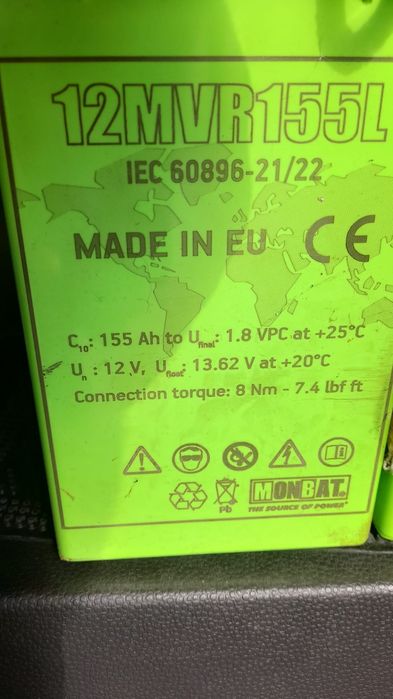 12MVR155L
IEC 60896-21/22
MADE IN EU CE
C10: 155 Ah to Ufinal: 1.8 VPC at +25°C
Un : 12 V, Ufloat: 13.62 V at +20°C
Connection torque: 8 Nm - 7.4 lbf ft
Pb
MONBAT.
THE SOURCE OF POWER®